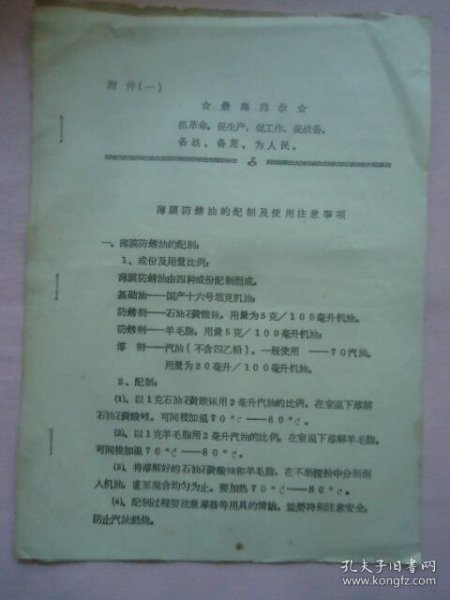 附件(一)
☆最高指示☆
抓革命，促生产，促工作，促战备。
备战、备荒、为人民。
薄膜防锈油的配制及使用注意事项
一、薄膜防锈油的配制：
1、成份及用量比例：
薄膜防锈油由四种成份配制而成。
基础油——国产十六号坦克机油：
防锈剂——石油磺酸钡，用量为5克/100毫升机油：
防锈剂——羊毛脂，用量5克/100毫升机油：
溶 剂——汽油(不含四乙铅)。一般使用——70汽油。
用量为20毫升/100毫升机油。
2、配制：
(1)、以1克石油磺酸钡用2毫升汽油的比例，在室温下溶解
石油磺酸钡。可间接加温70℃——80℃。
(2)、以1克羊毛脂用2毫升汽油的比例，在室温下溶解羊毛脂。
可间接加温70℃——80℃。
(3)、将溶解好的石油磺酸钡和羊毛脂，在不断搅拌中分别倒
入机油，直至混合均匀为止。要加热70℃——80℃。
(4)、配制过程要注意器等用具的清洁，并要特别注意安全，
防止汽油燃烧。
孔夫子旧书网
www.kongfz.com